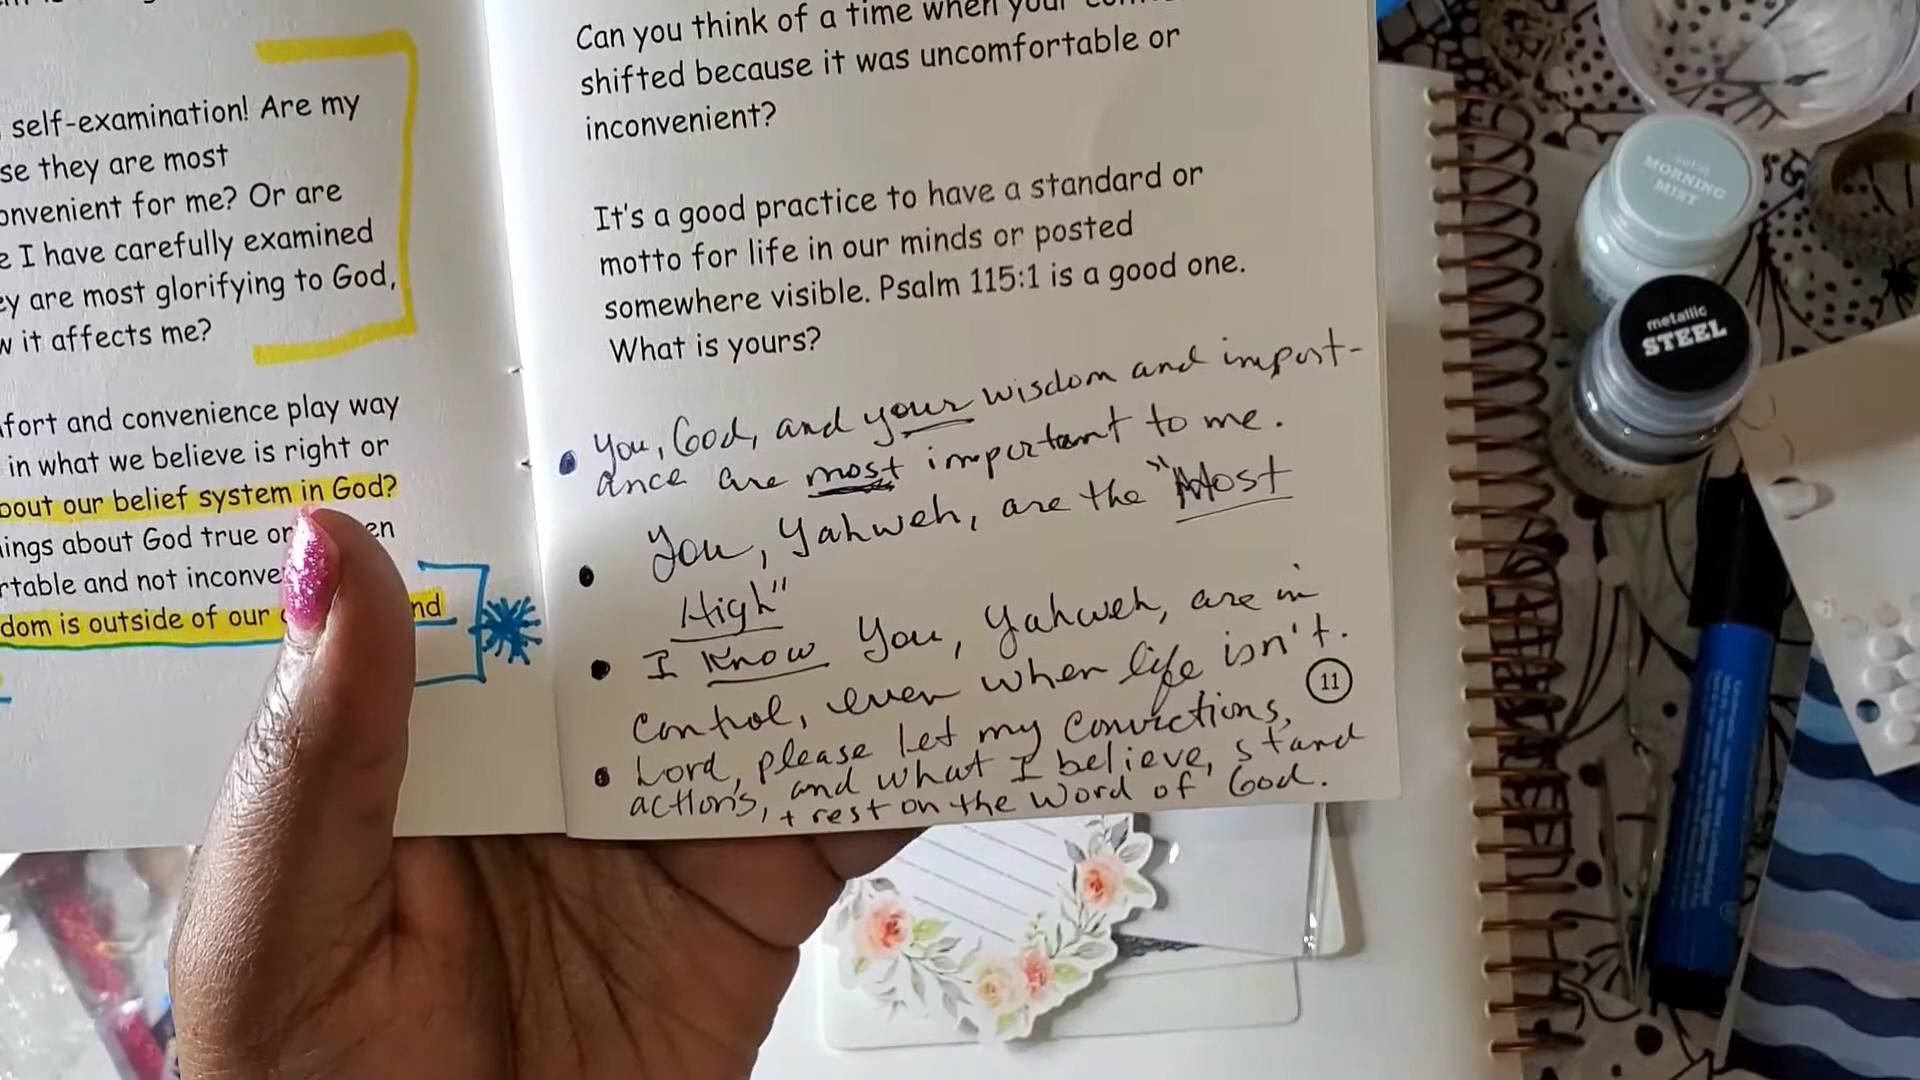 self-examination! Are my
se they are most
onvenient for me? Or are
e I have carefully examined
ey are most glorifying to God,
w it affects me?
nfort and convenience play way
in what we believe is right or
bout our belief system in God?
ings about God true or en
rtable and not inconve
dom is outside of our nd
Can you think of a time when your
shifted because it was uncomfortable or
inconvenient?
It's a good practice to have a standard or
motto for life in our minds or posted
somewhere visible. Psalm 115:1 is a good one.
What is yours?
• You, God, and your wisdom and import-
ance are most important to me.
• You, Yahweh, are the "Most
High"
• I Know You, Yahweh, are in
control, even when life isn't.
• Lord, please let my convictions,
actions, and what I believe, stand
+ rest on the Word of God.
11
satin
MORNING
MIST
metallic
STEEL